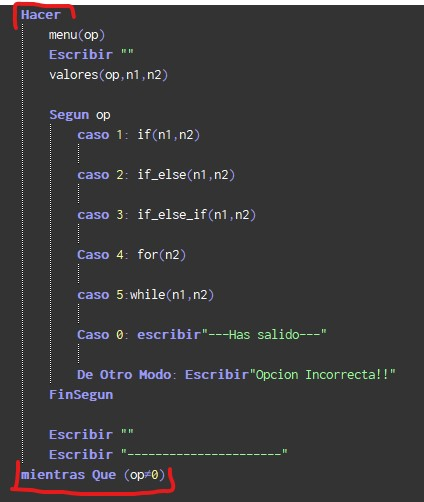 Hacer
menu(op)
Escribir ""
valores(op,n1,n2)
Segun op
caso 1: if(n1,n2)
caso 2: if_else(n1,n2)
caso 3: if_else_if(n1,n2)
Caso 4: for(n2)
caso 5:while(n1,n2)
Caso 0: escribir"---Has salido---"
De Otro Modo: Escribir"Opcion Incorrecta!!"
FinSegun
Escribir ""
Escribir "----------------------"
mientras Que (op≠0)